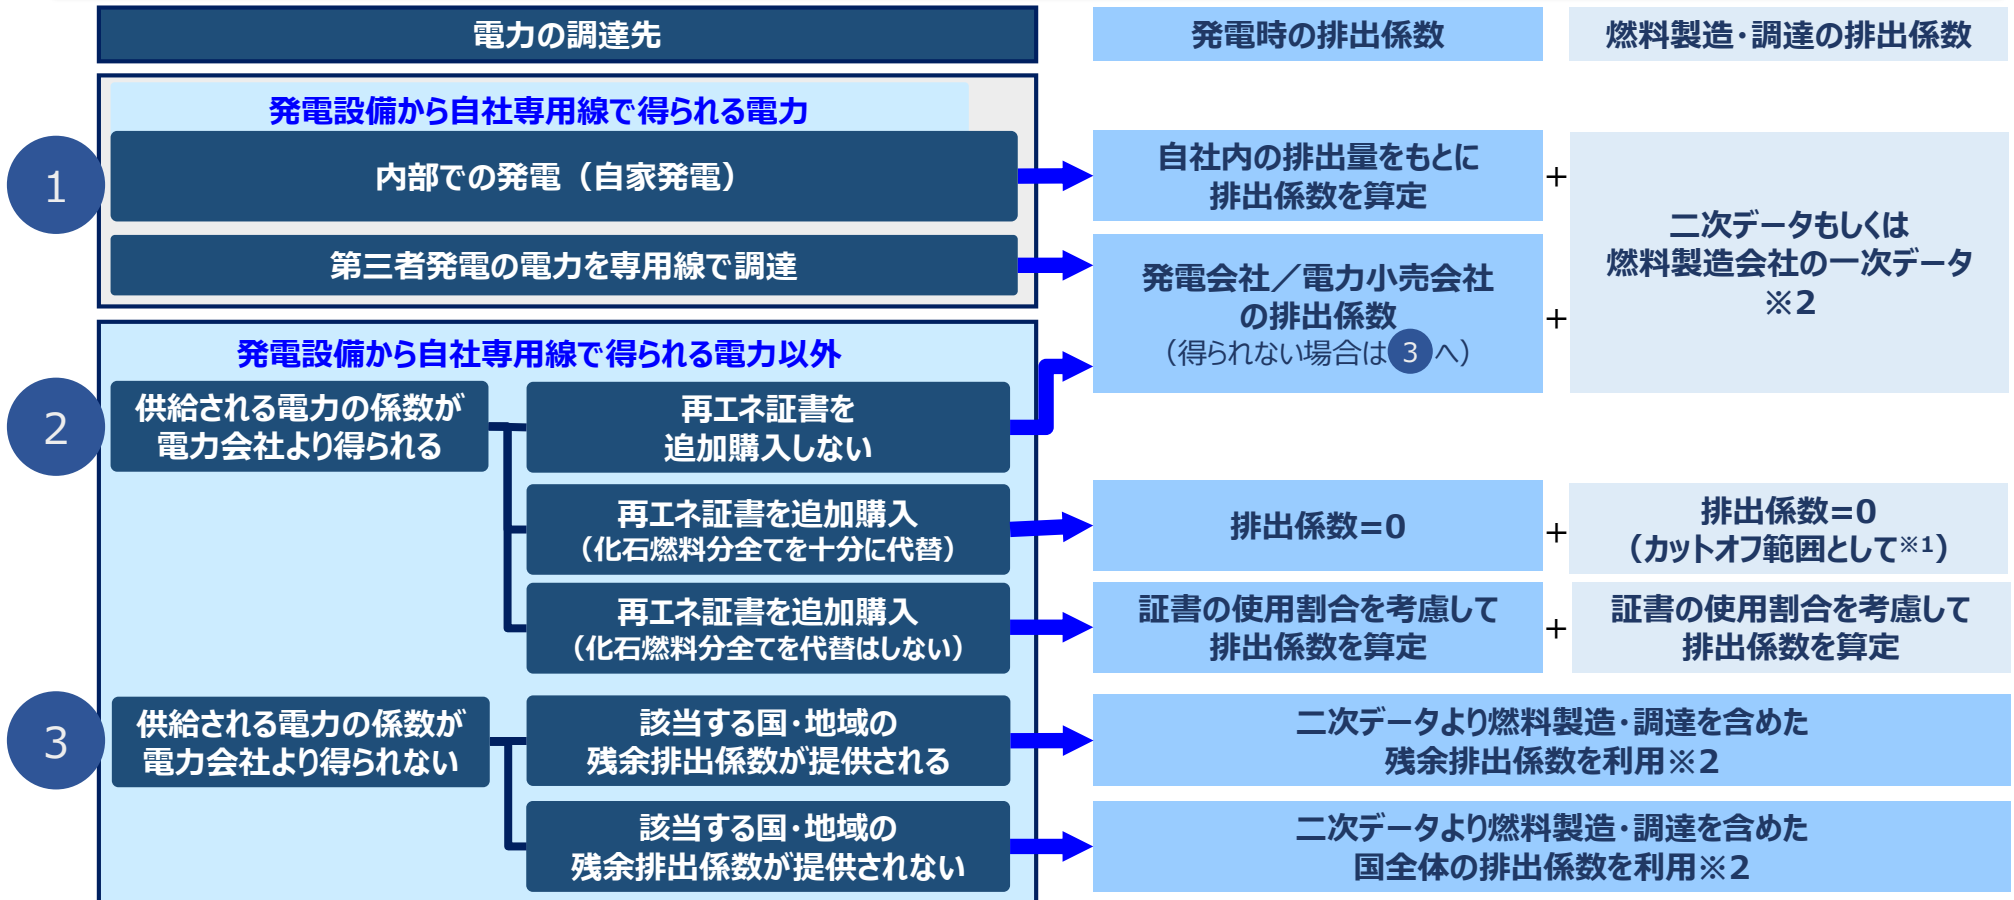 電力の調達先
発電時の排出係数
燃料製造・調達の排出係数
発電設備から自社専用線で得られる電力
1
内部での発電（自家発電）
自社内の排出量をもとに
排出係数を算定
+
二次データもしくは
燃料製造会社の一次データ
※2
第三者発電の電力を専用線で調達
発電会社／電力小売会社
の排出係数
（得られない場合は3へ）
+
発電設備から自社専用線で得られる電力以外
2
供給される電力の係数が
電力会社より得られる
再エネ証書を
追加購入しない
再エネ証書を追加購入
（化石燃料分全てを十分に代替）
排出係数=0
+
排出係数=0
（カットオフ範囲として※1）
再エネ証書を追加購入
（化石燃料分全てを代替はしない）
証書の使用割合を考慮して
排出係数を算定
+
証書の使用割合を考慮して
排出係数を算定
3
供給される電力の係数が
電力会社より得られない
該当する国・地域の
残余排出係数が提供される
二次データより燃料製造・調達を含めた
残余排出係数を利用※2
該当する国・地域の
残余排出係数が提供されない
二次データより燃料製造・調達を含めた
国全体の排出係数を利用※2